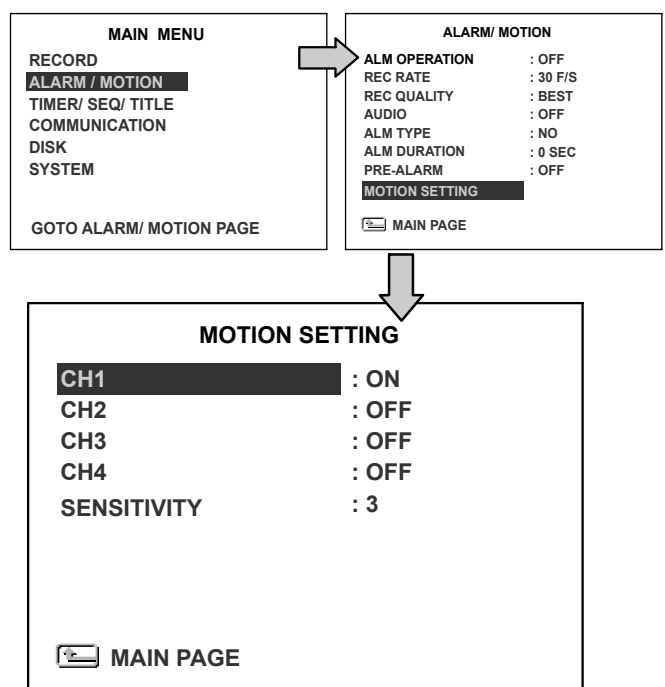 MAIN MENU
RECORD
ALARM / MOTION
TIMER/ SEQ/ TITLE
COMMUNICATION
DISK
SYSTEM
GOTO ALARM/ MOTION PAGE
ALARM/ MOTION
ALM OPERATION : OFF
REC RATE : 30 F/S
REC QUALITY : BEST
AUDIO : OFF
ALM TYPE : NO
ALM DURATION : 0 SEC
PRE-ALARM : OFF
MOTION SETTING
MAIN PAGE
MOTION SETTING
CH1 : ON
CH2 : OFF
CH3 : OFF
CH4 : OFF
SENSITIVITY : 3
MAIN PAGE